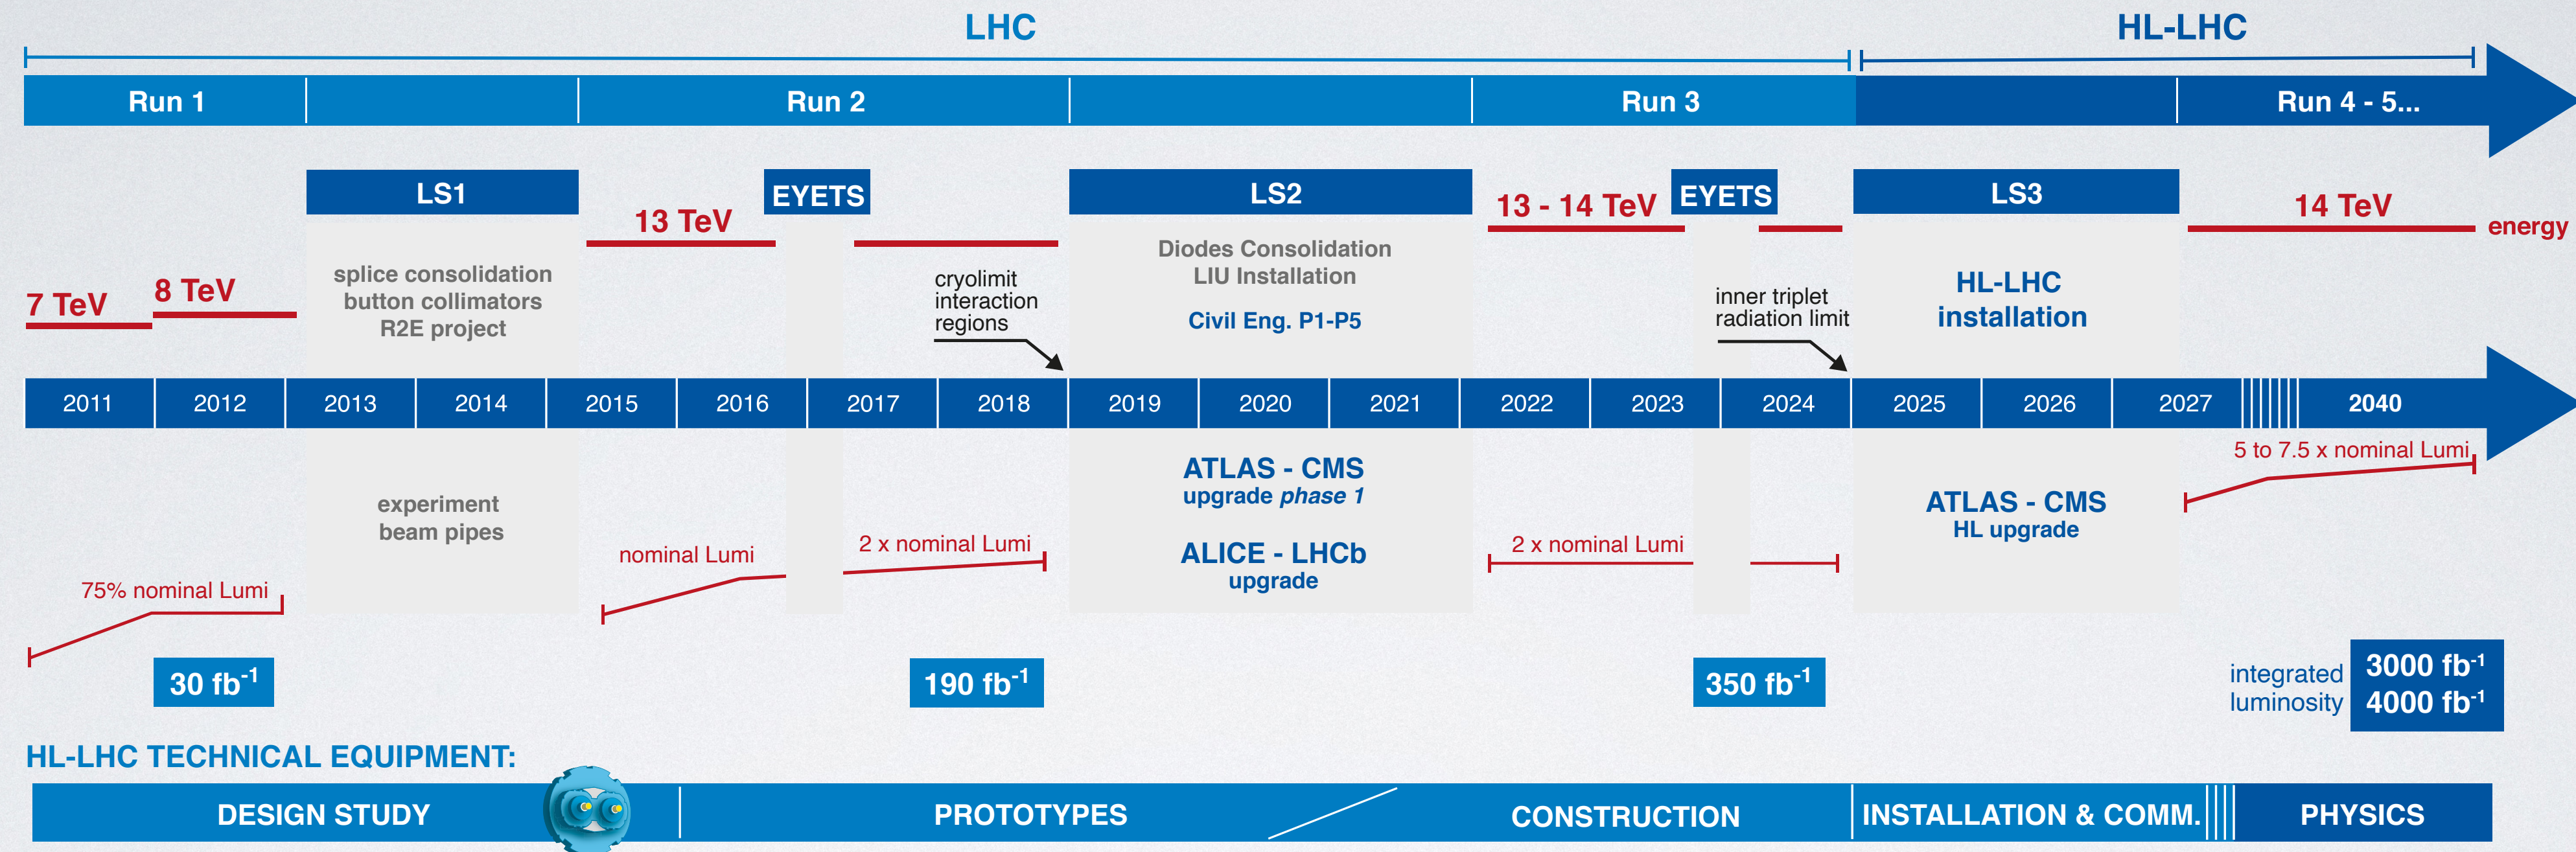 LHC
HL-LHC
Run 1
Run 2
Run 3
Run 4 - 5...
LS1
EYETS
LS2
EYETS
LS3
13 TeV
13 - 14 TeV
14 TeV
energy
7 TeV
8 TeV
splice consolidation
button collimators
R2E project
cryolimit
interaction
regions
Diodes Consolidation
LIU Installation
Civil Eng. P1-P5
inner triplet
radiation limit
HL-LHC
installation
2011
2012
2013
2014
2015
2016
2017
2018
2019
2020
2021
2022
2023
2024
2025
2026
2027
2040
75% nominal Lumi
experiment
beam pipes
nominal Lumi
2 x nominal Lumi
ATLAS - CMS
upgrade phase 1
ALICE - LHCb
upgrade
2 x nominal Lumi
ATLAS - CMS
HL upgrade
5 to 7.5 x nominal Lumi
30 fb-1
190 fb-1
350 fb-1
integrated
luminosity
3000 fb-1
4000 fb-1
HL-LHC TECHNICAL EQUIPMENT:
DESIGN STUDY
PROTOTYPES
CONSTRUCTION
INSTALLATION & COMM.
PHYSICS